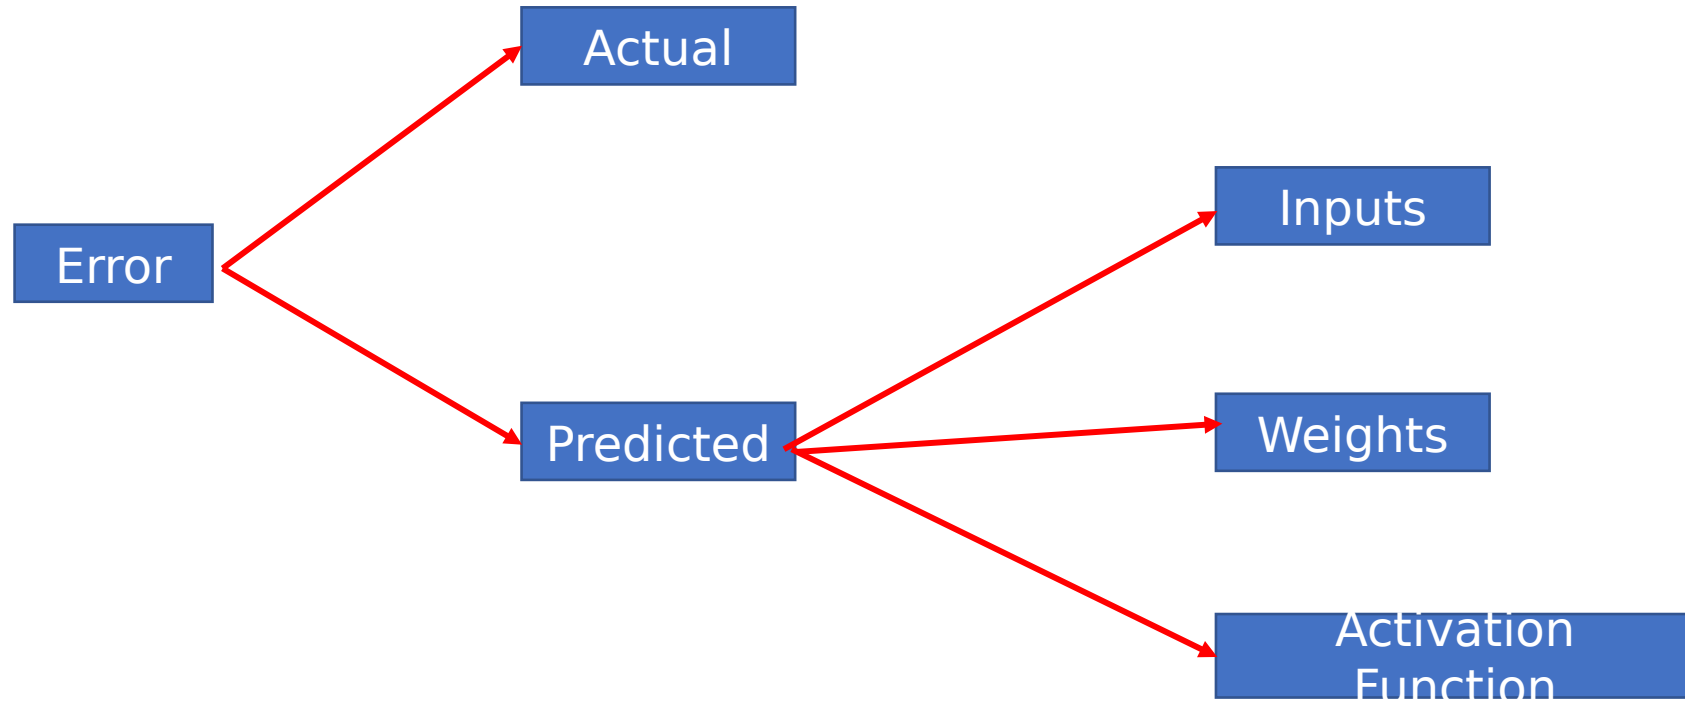 Actual
Inputs
Error
Weights
Predicted
Activation
Function